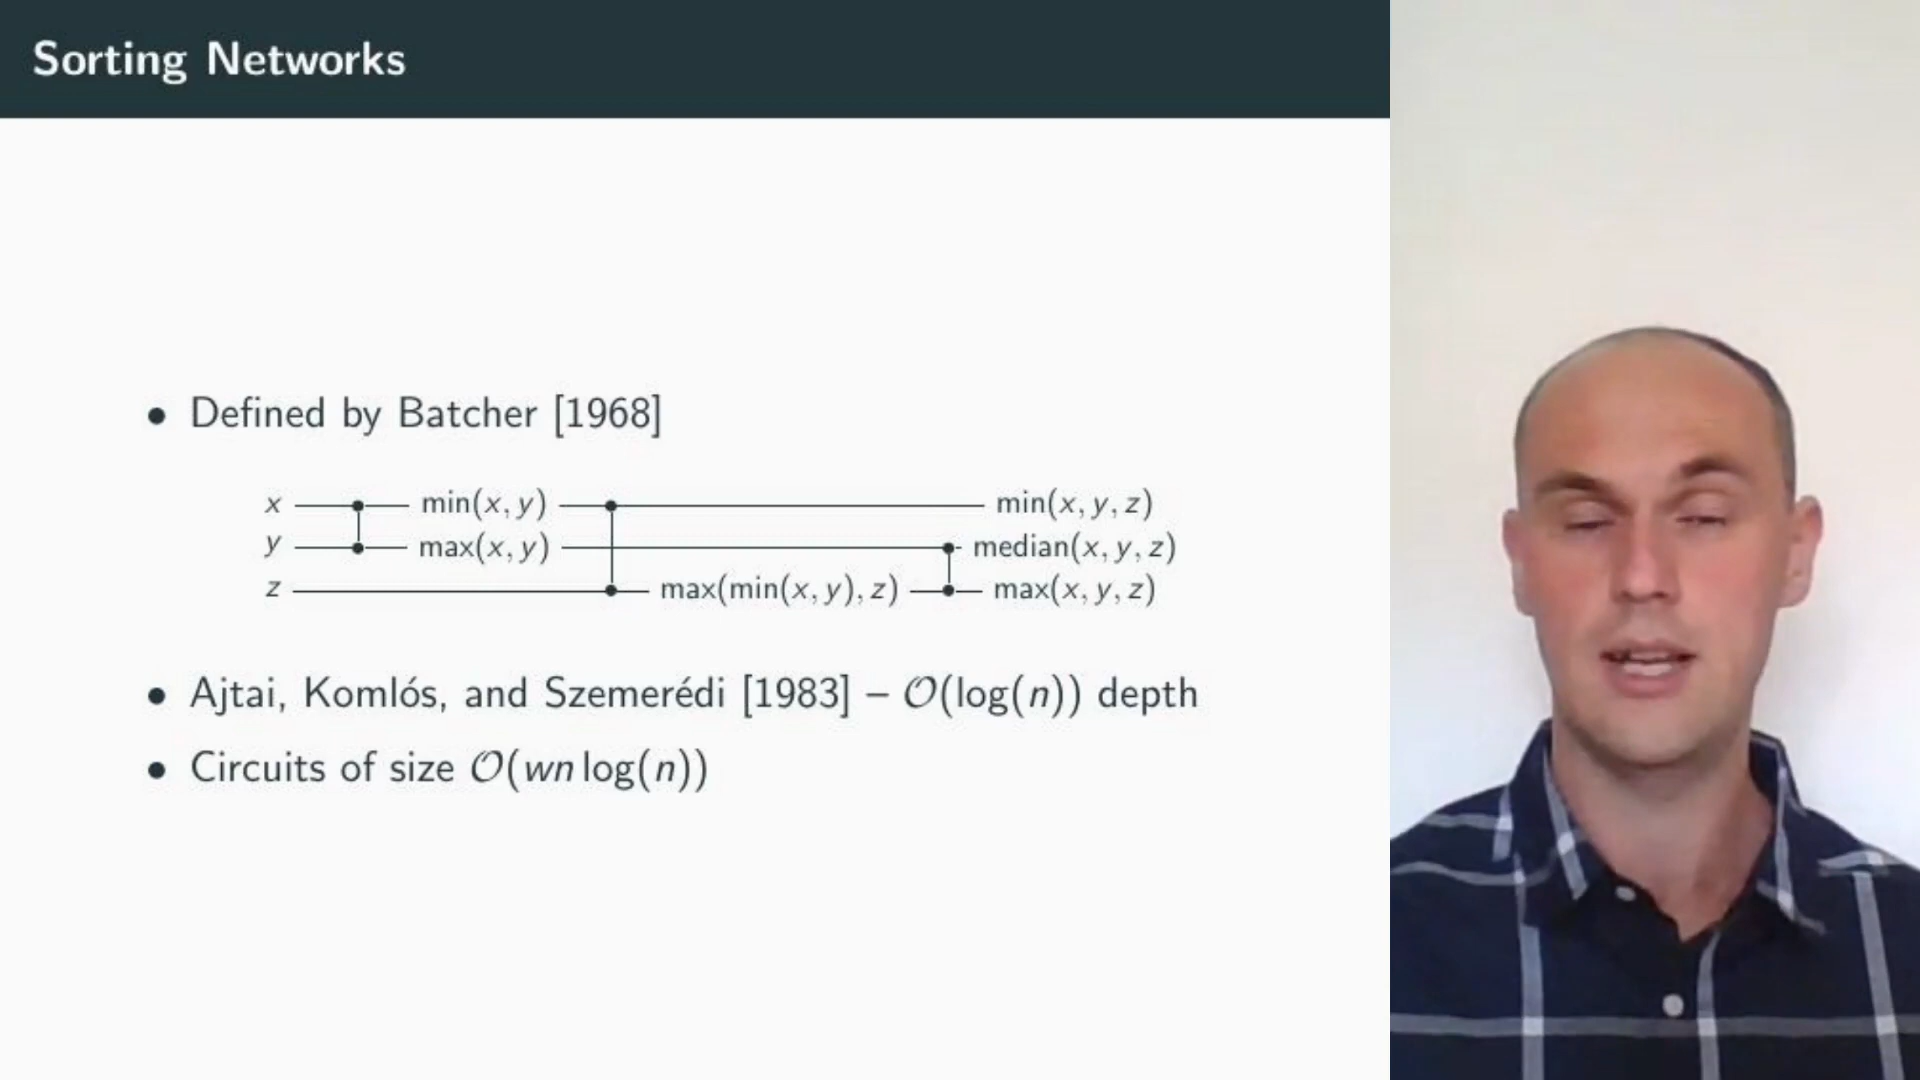 Sorting Networks
• Defined by Batcher [1968]
x min(x, y) min(x, y, z)
y max(x, y) median(x, y, z)
z max(min(x, y), z) max(x, y, z)
• Ajtai, Komlós, and Szemerédi [1983] – O(log(n)) depth
• Circuits of size O(wn log(n))